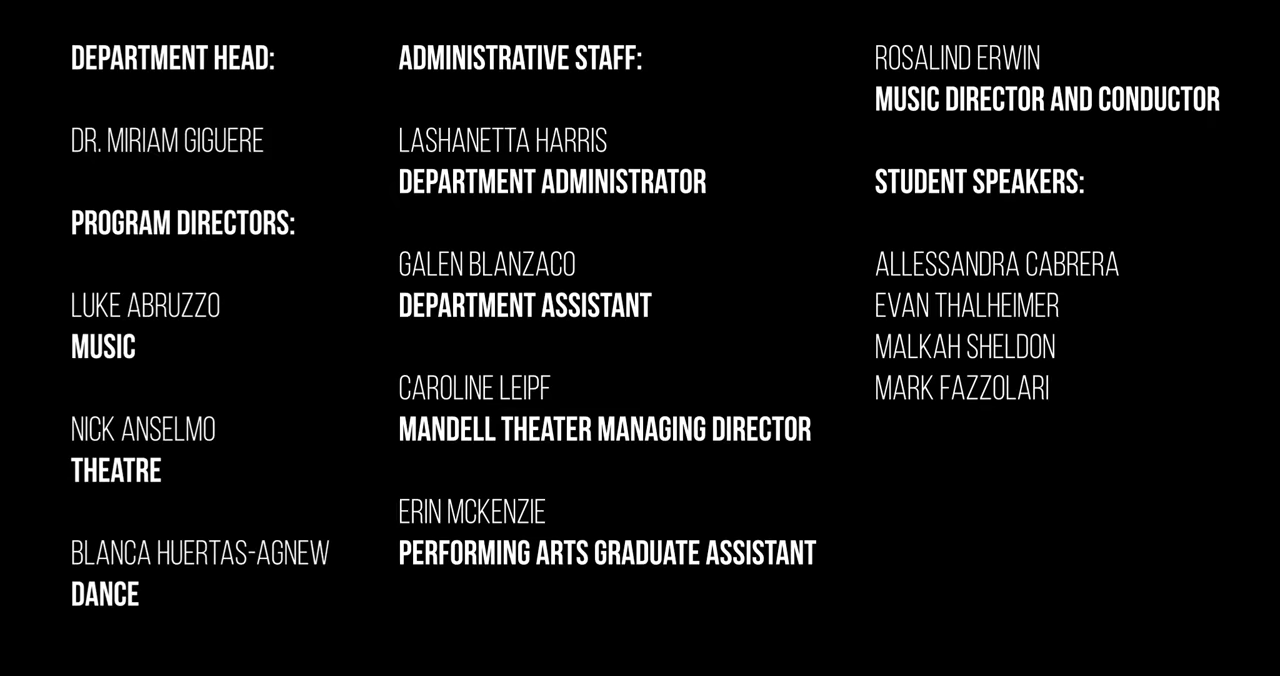 DEPARTMENT HEAD:
DR. MIRIAM GIGUERE
PROGRAM DIRECTORS:
LUKE ABRUZZO
MUSIC
NICK ANSELMO
THEATRE
BLANCA HUERTAS-AGNEW
DANCE
ADMINISTRATIVE STAFF:
LASHANETTA HARRIS
DEPARTMENT ADMINISTRATOR
GALEN BLANZACO
DEPARTMENT ASSISTANT
CAROLINE LEIPF
MANDELL THEATER MANAGING DIRECTOR
ERIN MCKENZIE
PERFORMING ARTS GRADUATE ASSISTANT
ROSALIND ERWIN
MUSIC DIRECTOR AND CONDUCTOR
STUDENT SPEAKERS:
ALLESSANDRA CABRERA
EVAN THALHEIMER
MALKAH SHELDON
MARK FAZZOLARI